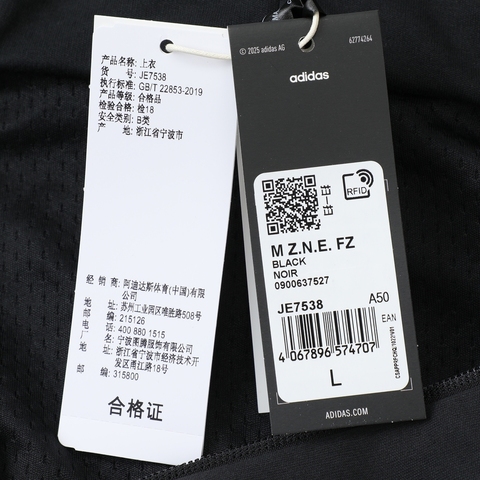 产品名称: 上衣
货 号: JE7538
执行标准: GB/T 22853-2019
产品等级: 合格品
检验合格: 检18
安全类别: B类
产 地: 浙江省宁波市
经 销 商: 阿迪达斯体育(中国)有限
公司
地 址: 苏州工业园区唯胜路508号
邮 编: 215126
电 话: 400 880 1515
名 称: 宁波图腾服饰有限公司
地 址: 浙江省宁波市经济技术开
发区甬江路18号
邮 编: 315800
合格证
© 2025 adidas AG
62774264
adidas
扫一扫
RFID
M Z.N.E. FZ
BLACK
NOIR
0900637527
JE7538
A50
EAN
4 067896 574707
L
ADIDAS.COM